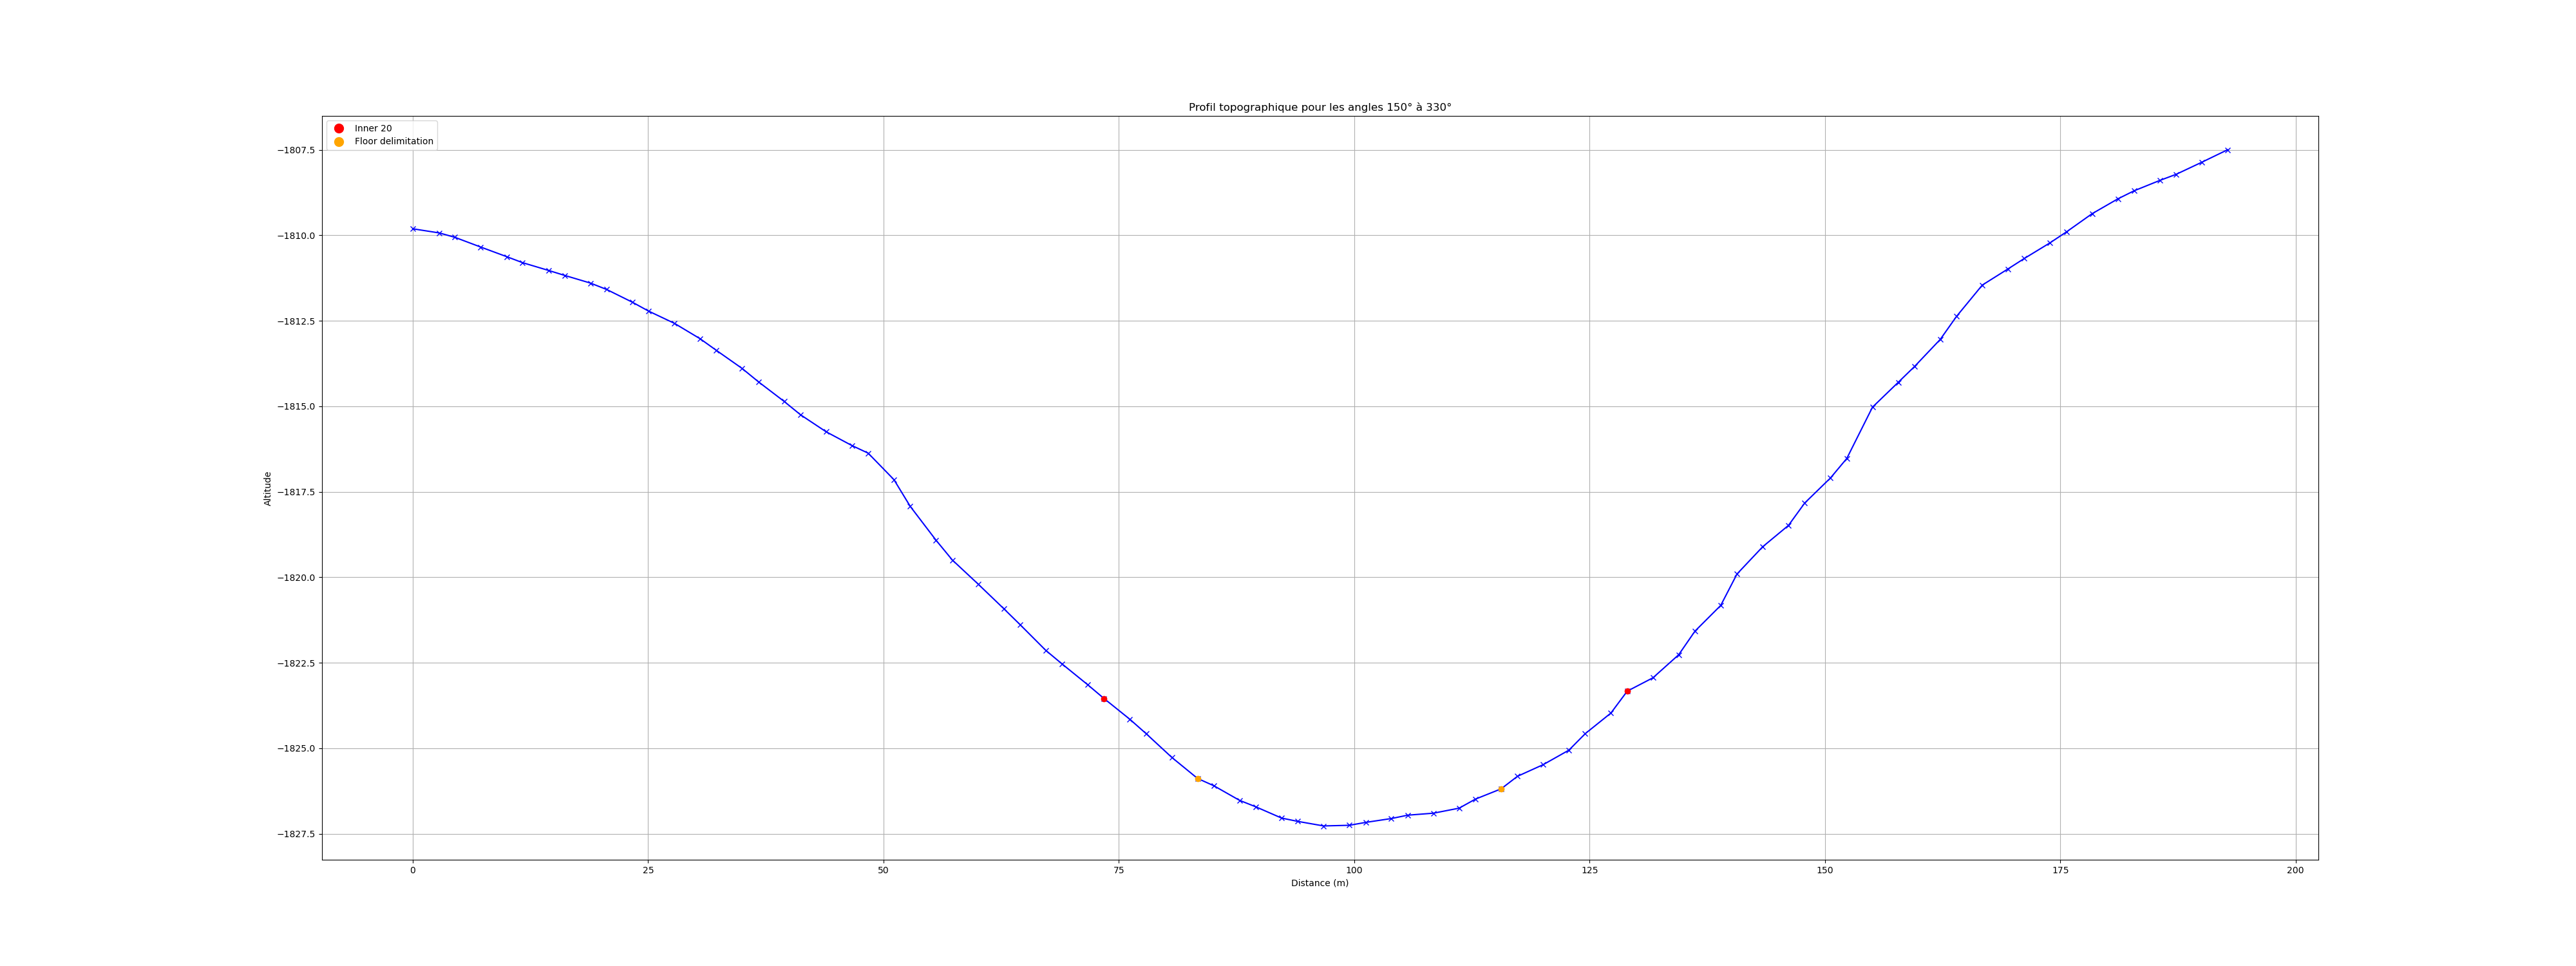 Profil topographique pour les angles 150° à 330°
Inner 20
Floor delimitation
−1807.5
−1810.0
−1812.5
−1815.0
−1817.5
−1820.0
−1822.5
−1825.0
−1827.5
Altitude
0 25 50 75 100 125 150 175 200
Distance (m)